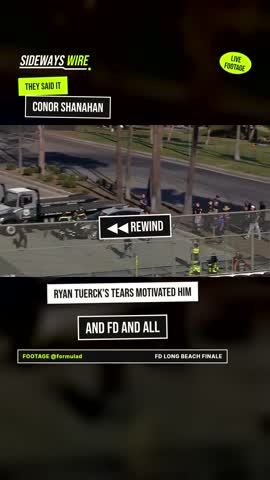 SIDEWAYS WIRE.
LIVE
FOOTAGE
THEY SAID IT
CONOR SHANAHAN
REWIND
RYAN TUERCK'S TEARS MOTIVATED HIM
AND FD AND ALL
FOOTAGE @formulad
FD LONG BEACH FINALE